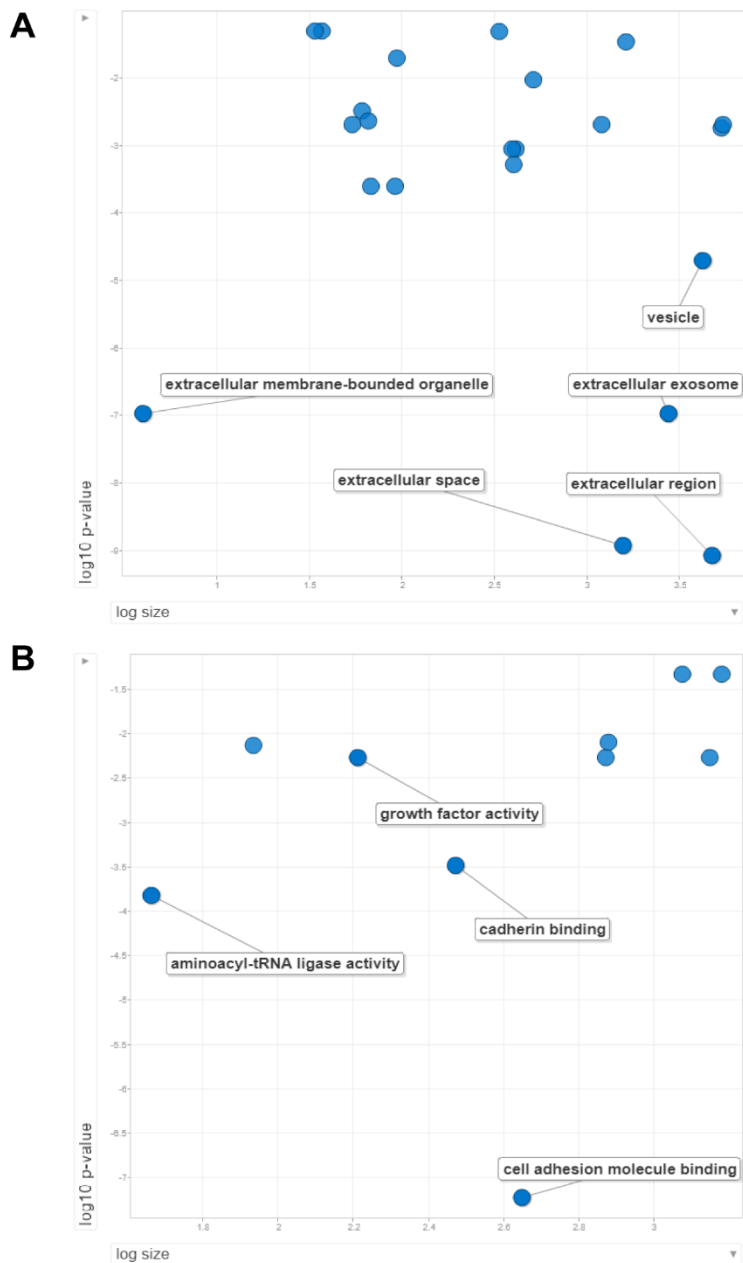 A
▶
-2
-3
-4
-5
-6
-7
-8
-9
log10 p-value
vesicle
extracellular membrane-bounded organelle
extracellular exosome
extracellular space
extracellular region
1
1.5
2
2.5
3
3.5
log size
▼
B
▶
-1.5
-2
-2.5
-3
-3.5
-4
-4.5
-5
-5.5
-6
-6.5
-7
log10 p-value
growth factor activity
cadherin binding
aminoacyl-tRNA ligase activity
cell adhesion molecule binding
1.8
2
2.2
2.4
2.6
2.8
3
log size
▼